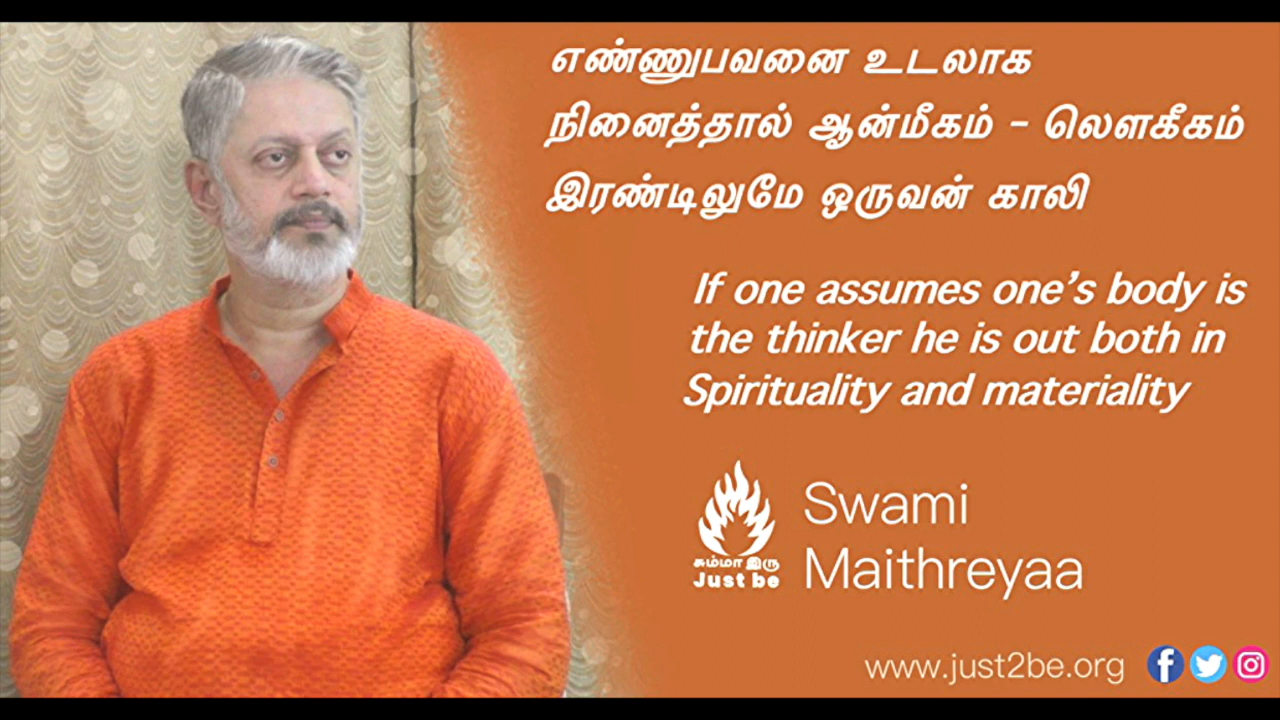 எண்ணுபவனை உடலாக
நினைத்தால் ஆன்மீகம் - லௌகீகம்
இரண்டிலுமே ஒருவன் காலி
If one assumes one's body is
the thinker he is out both in
Spirituality and materiality
சும்மா இரு
Just be
Swami
Maithreyaa
www.just2be.org